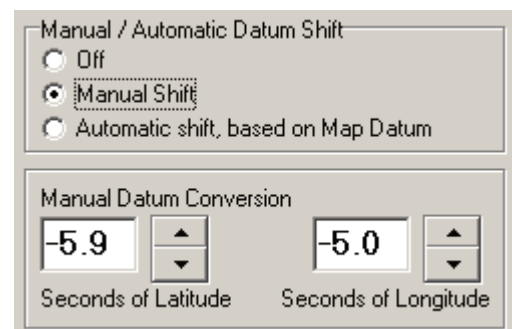 Manual / Automatic Datum Shift
Off
Manual Shift
Automatic shift, based on Map Datum
Manual Datum Conversion
-5.9 -5.0
Seconds of Latitude Seconds of Longitude